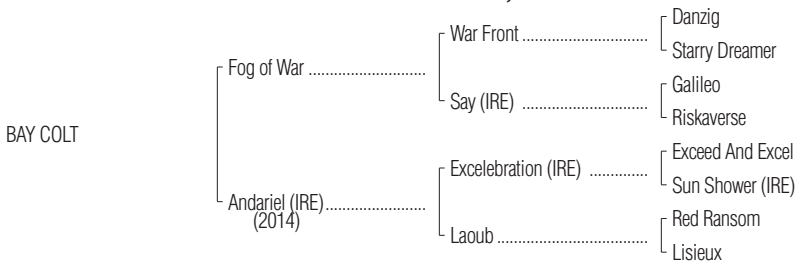 Danzig
War Front ................................
Starry Dreamer
Fog of War ............................
Galileo
Say (IRE) ................................
Riskaverse
BAY COLT
Exceed And Excel
Excelebration (IRE) ..............
Sun Shower (IRE)
Andariel (IRE)........................
(2014)
Red Ransom
Laoub ......................................
Lisieux